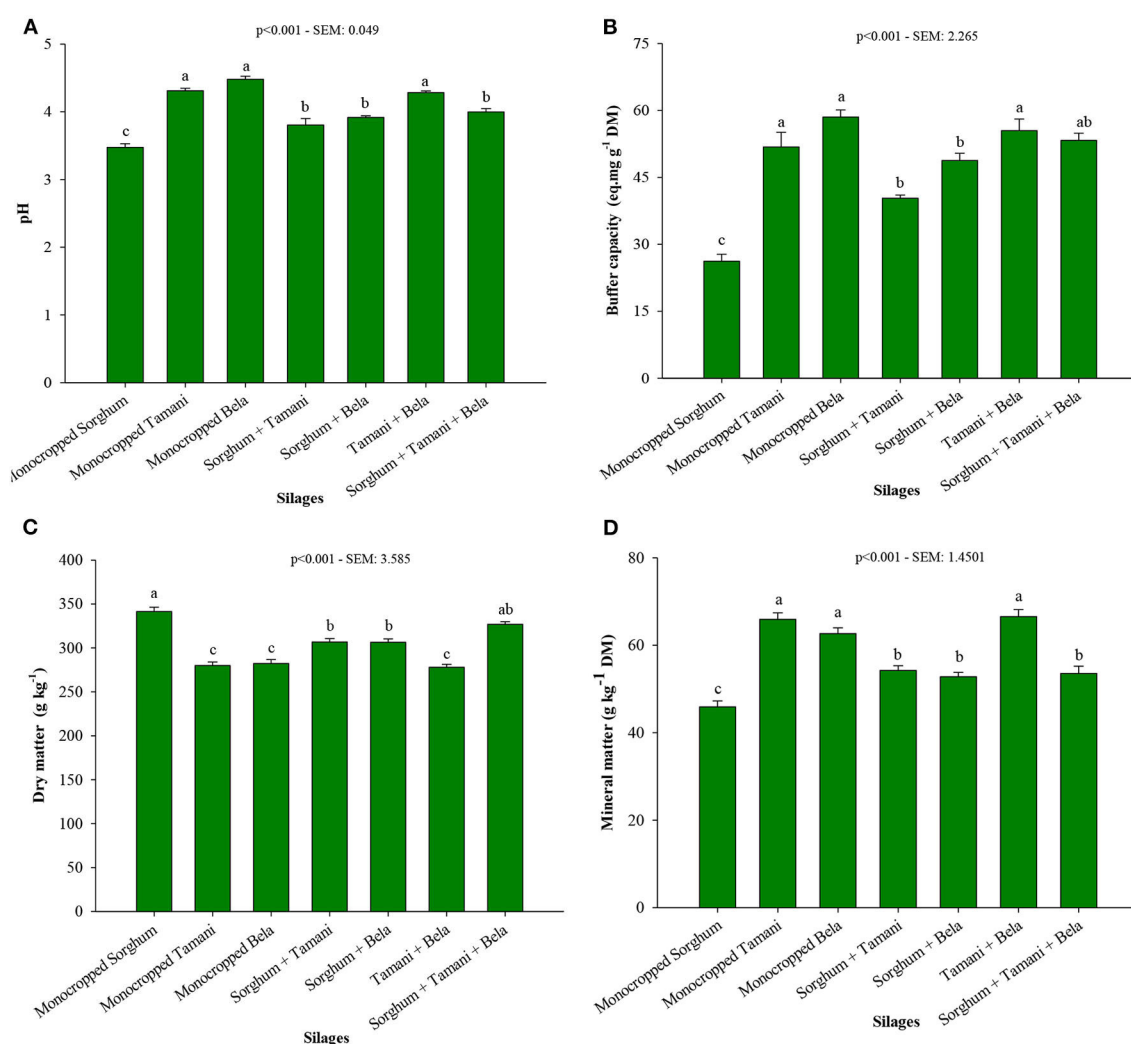 A
p<0.001 - SEM: 0.049
5
4
3
2
1
0
pH
c
a
a
b
b
a
b
Monocropped Sorghum
Monocropped Tamani
Monocropped Bela
Sorghum + Tamani
Sorghum + Bela
Tamani + Bela
Sorghum + Tamani + Bela
Silages
B
p<0.001 - SEM: 2.265
75
60
45
30
15
0
Buffer capacity (eq.mg g-1 DM)
c
a
a
b
b
a
ab
Monocropped Sorghum
Monocropped Tamani
Monocropped Bela
Sorghum + Tamani
Sorghum + Bela
Tamani + Bela
Sorghum + Tamani + Bela
Silages
C
p<0.001 - SEM: 3.585
400
350
300
250
200
150
100
50
0
Dry matter (g kg-1)
a
c
c
b
b
c
ab
Monocropped Sorghum
Monocropped Tamani
Monocropped Bela
Sorghum + Tamani
Sorghum + Bela
Tamani + Bela
Sorghum + Tamani + Bela
Silages
D
p<0.001 - SEM: 1.4501
80
60
40
20
0
Mineral matter (g kg-1 DM)
c
a
a
b
b
a
b
Monocropped Sorghum
Monocropped Tamani
Monocropped Bela
Sorghum + Tamani
Sorghum + Bela
Tamani + Bela
Sorghum + Tamani + Bela
Silages